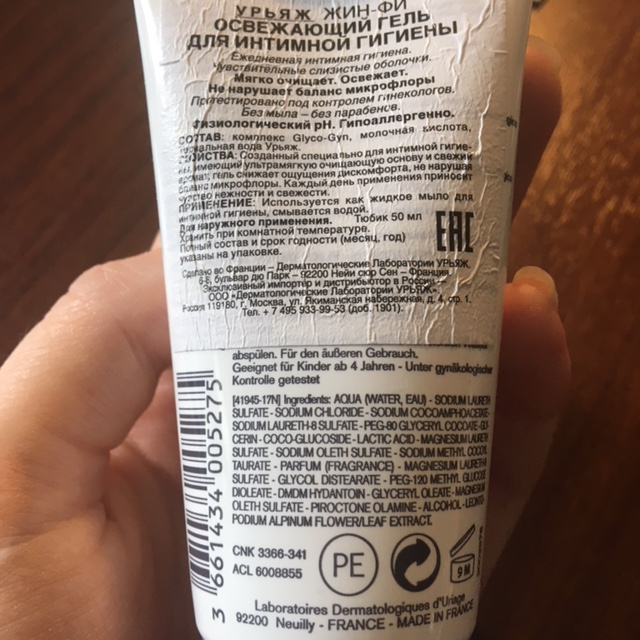 УРЬЯЖ ЖИН-ФИ
ОСВЕЖАЮЩИЙ ГЕЛЬ
ДЛЯ ИНТИМНОЙ ГИГИЕНЫ
Ежедневная интимная гигиена.
Чувствительные слизистые оболочки.
Мягко очищает. Освежает.
Не нарушает баланс микрофлоры
Протестировано под контролем гинекологов.
Без мыла – без парабенов.
Физиологический pH. Гипоаллергенно.
СОСТАВ: комплекс Glyco-Gyn, молочная кислота,
термальная вода Урьяж.
СВОЙСТВА: Созданный специально для интимной гигие-
ны, имеющий ультрамягкую очищающую основу и свежий
аромат, гель снижает ощущения дискомфорта, не нарушая
баланс микрофлоры. Каждый день применения приносит
чувство нежности и свежести.
ПРИМЕНЕНИЕ: Используется как жидкое мыло для
интимной гигиены, смывается водой.
Для наружного применения. Тюбик 50 мл
Хранить при комнатной температуре.
Полный состав и срок годности (месяц, год)
указаны на упаковке.
EAC
Сделано во Франции – Дерматологические Лаборатории УРЬЯЖ,
6-8, бульвар дю Парк – 92200 Нейи сюр Сен – Франция.
Эксклюзивный импортер и дистрибьютор в России –
ООО «Дерматологические Лаборатории УРЬЯЖ».
Россия 119180, г. Москва, ул. Якиманская набережная, д. 4, стр. 1.
Тел. + 7 495 933-99-53 (доб. 1901).
abspülen. Für den äußeren Gebrauch.
Geeignet für Kinder ab 4 Jahren - Unter gynäkologischer
Kontrolle getestet
[41945-17N] Ingredients: AQUA (WATER, EAU) - SODIUM LAURETH
SULFATE - SODIUM CHLORIDE - SODIUM COCOAMPHOACETATE -
SODIUM LAURETH-8 SULFATE - PEG-80 GLYCERYL COCOATE - GLY-
CERIN - COCO-GLUCOSIDE - LACTIC ACID - MAGNESIUM LAURETH
SULFATE - SODIUM OLETH SULFATE - SODIUM METHYL COCOYL
TAURATE - PARFUM (FRAGRANCE) - MAGNESIUM LAURETH-8
SULFATE - GLYCOL DISTEARATE - PEG-120 METHYL GLUCOSE
DIOLEATE - DMDM HYDANTOIN - GLYCERYL OLEATE - MAGNESIUM
OLETH SULFATE - PIROCTONE OLAMINE - ALCOHOL - LEONTO-
PODIUM ALPINUM FLOWER/LEAF EXTRACT.
3 661434 005275
CNK 3366-341
ACL 6008855
PE
9M
Laboratoires Dermatologiques d'Uriage
92200 Neuilly - FRANCE - MADE IN FRANCE